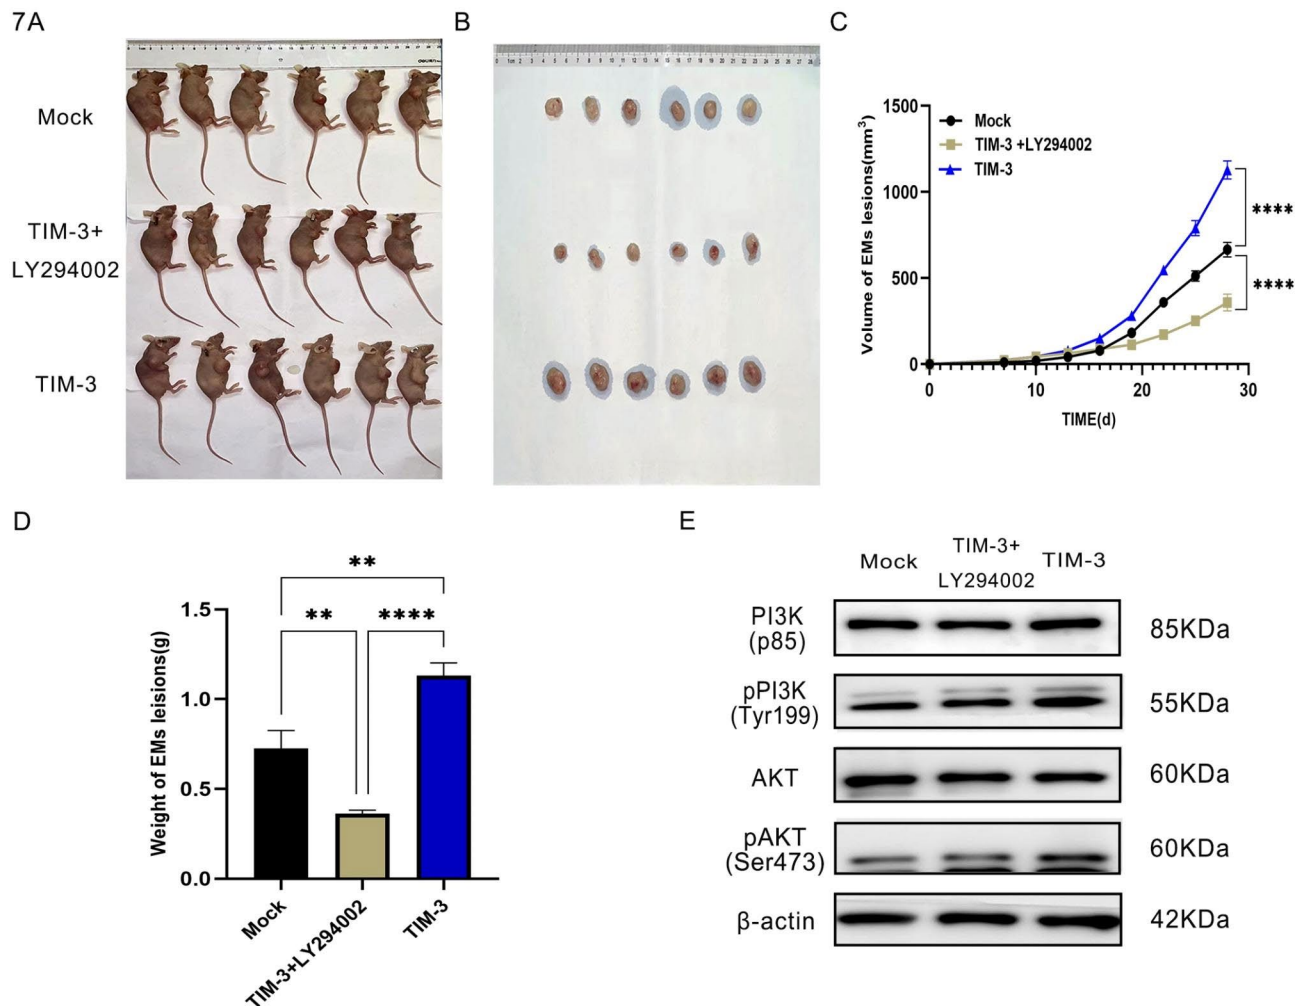 7A
B
C
Mock
TIM-3+
LY294002
TIM-3
1500
1000
500
0
Volume of EMs lesions(mm³)
Mock
TIM-3 +LY294002
TIM-3
****
****
0
10
20
30
TIME(d)
D
**
**
****
1.5
1.0
0.5
0.0
Weight of EMs leisions(g)
Mock
TIM-3+LY294002
TIM-3
E
Mock
TIM-3+
LY294002
TIM-3
PI3K
(p85)
85KDa
pPI3K
(Tyr199)
55KDa
AKT
60KDa
pAKT
(Ser473)
60KDa
β-actin
42KDa